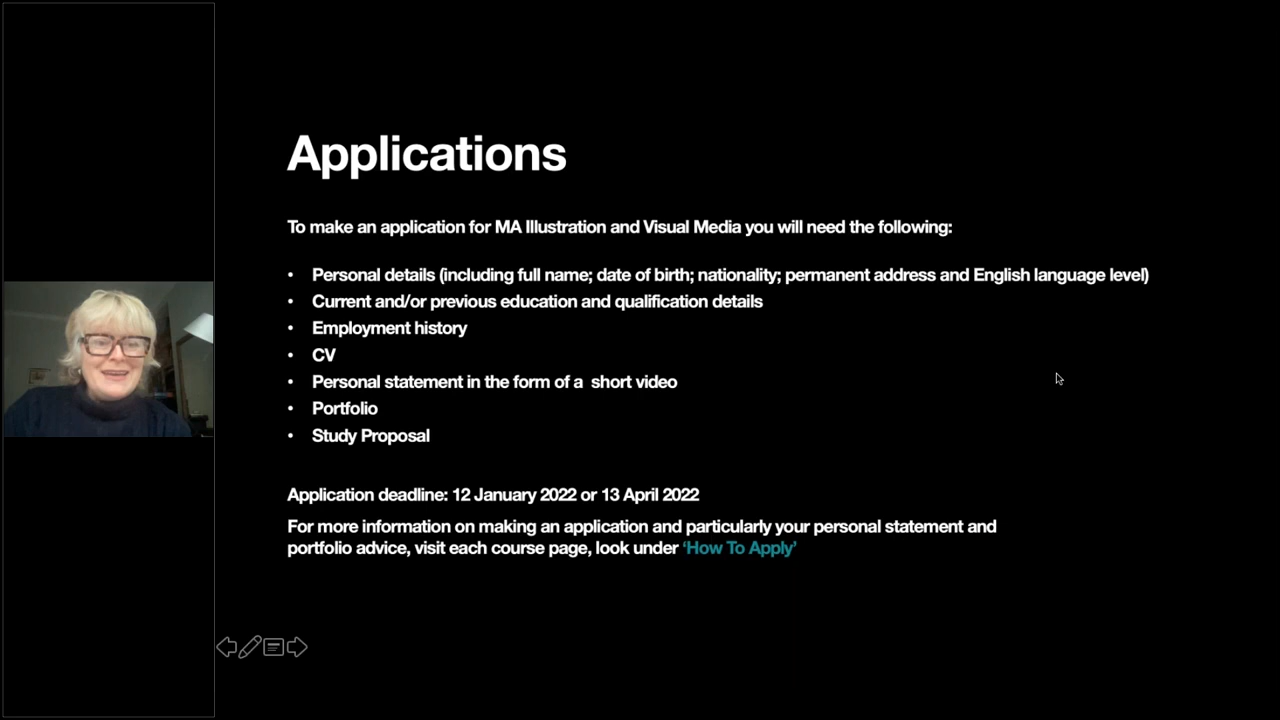 Applications
To make an application for MA Illustration and Visual Media you will need the following:
• Personal details (including full name; date of birth; nationality; permanent address and English language level)
• Current and/or previous education and qualification details
• Employment history
• CV
• Personal statement in the form of a  short video
• Portfolio
• Study Proposal
Application deadline: 12 January 2022 or 13 April 2022
For more information on making an application and particularly your personal statement and
portfolio advice, visit each course page, look under ‘How To Apply’